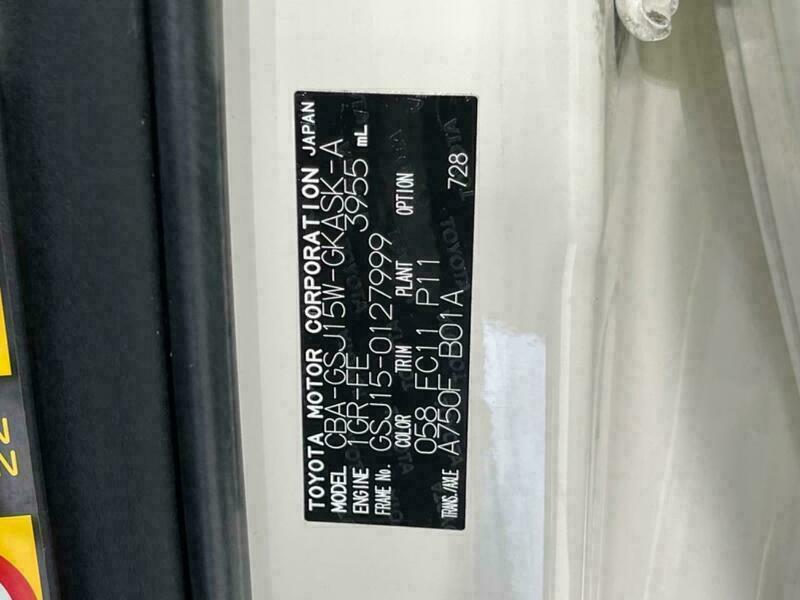 TOYOTA MOTOR CORPORATION JAPAN
MODEL CBA-GSJ15W-GKASK-A
ENGINE 1GR-FE 3955 mL
FRAME No. GSJ15-0127999
COLOR TRIM PLANT OPTION
058 FC11 P11
TRANS./AXLE A750F B01A 728
22